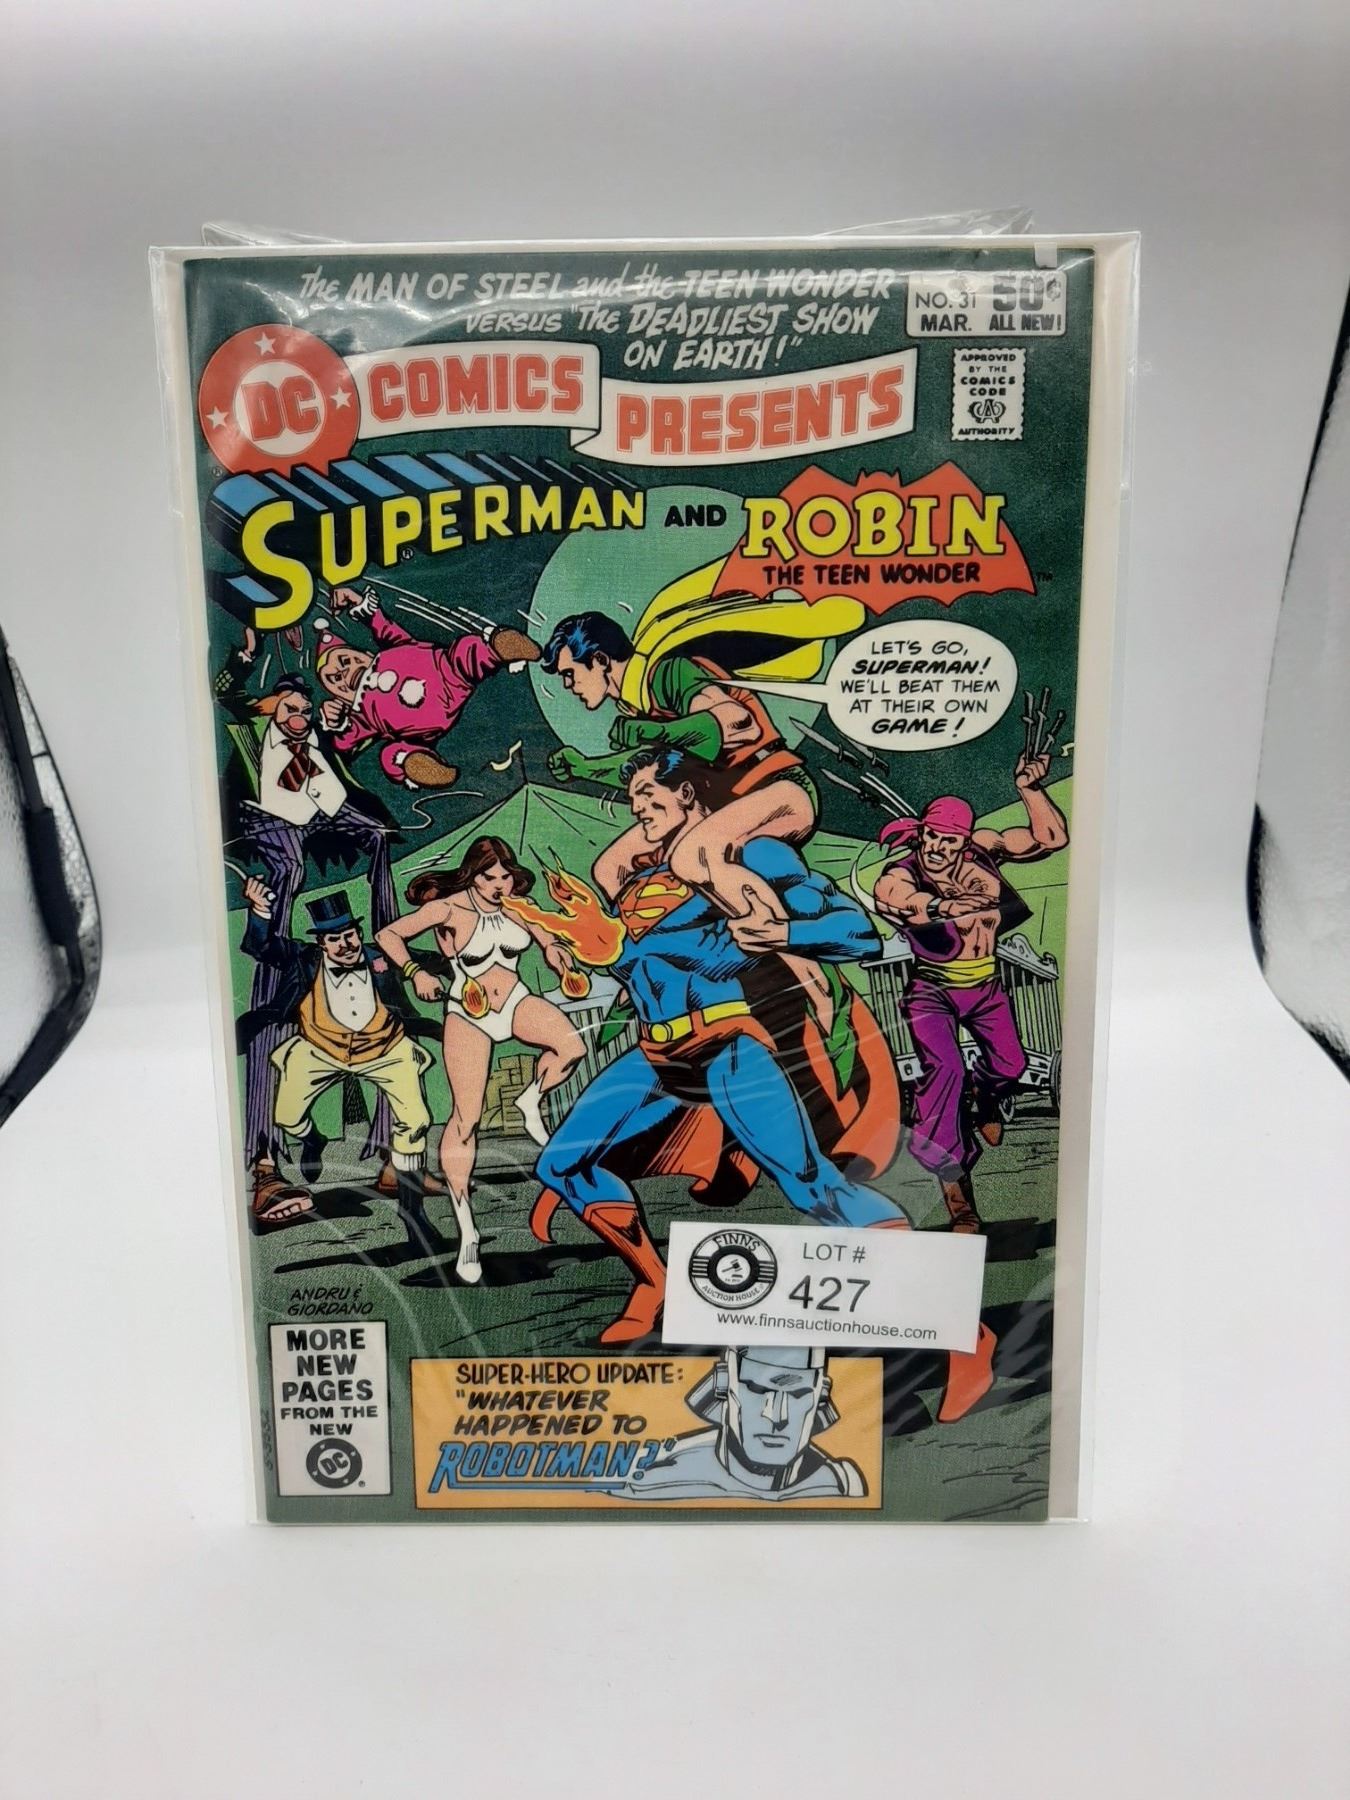 The MAN OF STEEL and the TEEN WONDER
VERSUS "The DEADLIEST SHOW
ON EARTH!"
NO. 31 50¢
MAR. ALL NEW!
APPROVED
BY THE
COMICS
CODE
CA
AUTHORITY
DC COMICS
PRESENTS
SUPERMAN AND ROBIN
THE TEEN WONDER
TM
LET'S GO,
SUPERMAN!
WE'LL BEAT THEM
AT THEIR OWN
GAME!
ANDRU &
GIORDANO
FINNS
AUCTION HOUSE
LOT #
427
www.finnsauctionhouse.com
MORE
NEW
PAGES
FROM THE
NEW
DC
SUPER-HERO UPDATE:
"WHATEVER
HAPPENED TO
ROBOTMAN?"